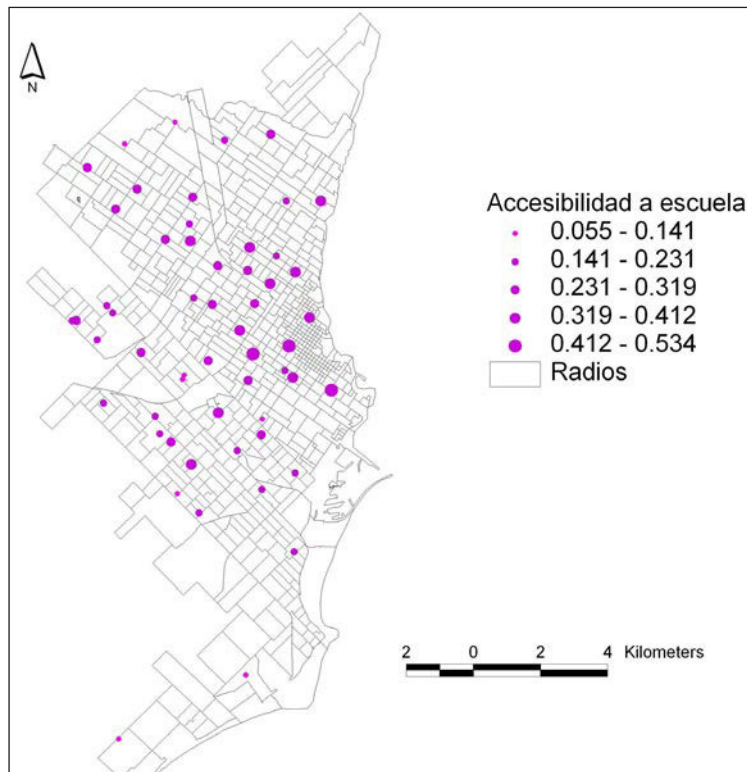 N
Accesibilidad a escuela
0.055 - 0.141
0.141 - 0.231
0.231 - 0.319
0.319 - 0.412
0.412 - 0.534
Radios
2 0 2 4 Kilometers